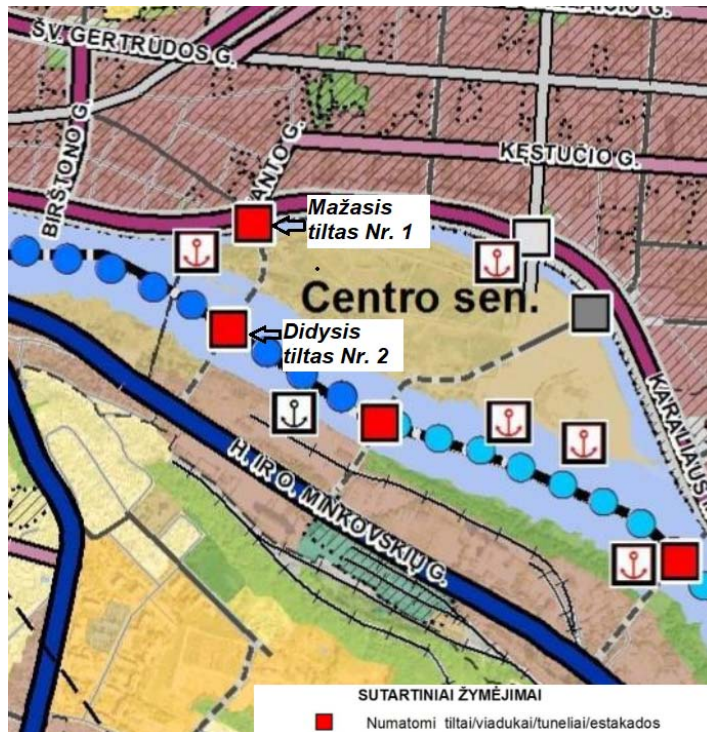 ŠV. GERTRŪDOS G.
BIRŠTONO G.
ANTO G.
KĘSTUČIO G.
Mažasis
tiltas Nr. 1
Centro sen.
Didysis
tiltas Nr. 2
KARALIAUS
H. IR O. MINKOVSKIŲ G.
SUTARTINIAI ŽYMĖJIMAI
Numatomi tiltai/viadukai/tuneliai/estakados